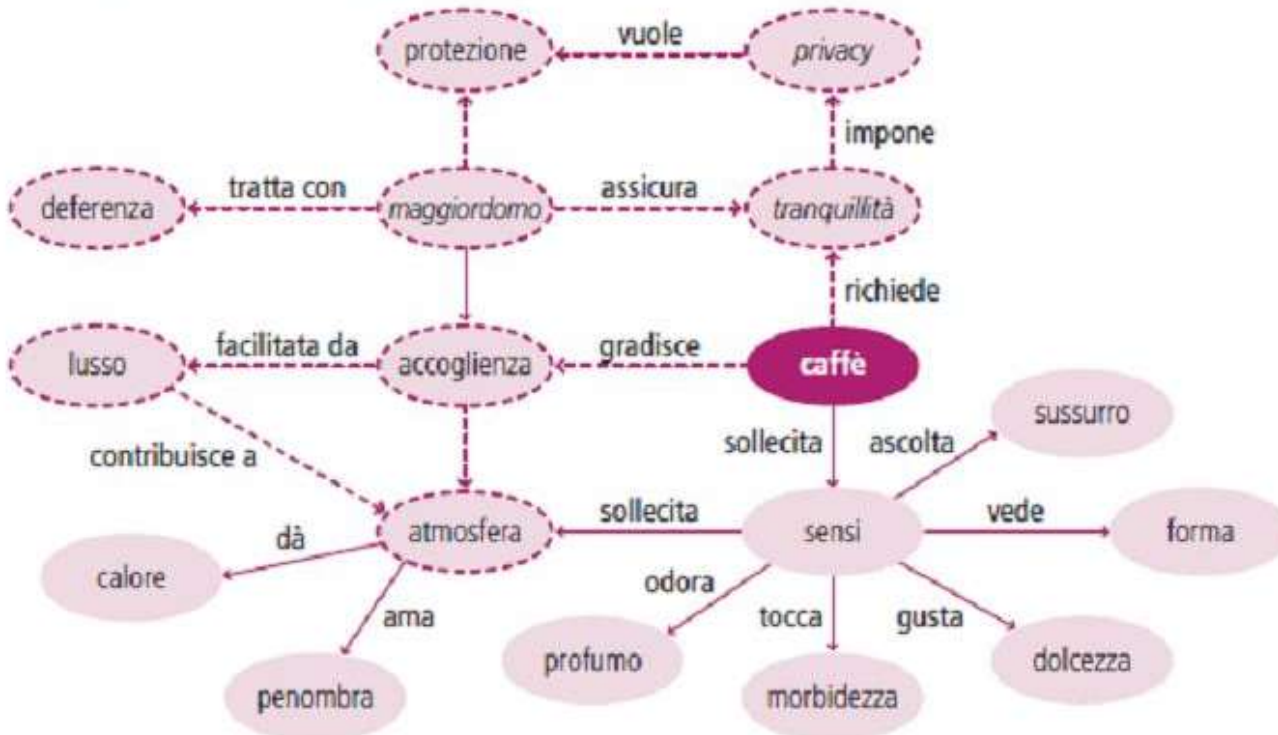 protezione vuole privacy
impone
deferenza tratta con maggiordomo assicura tranquillità
richiede
lusso facilitata da accoglienza gradisce caffè
sussurro
contribuisce a sollecita ascolta
atmosfera sollecita sensi vede forma
dà
calore odora
ama tocca gusta
profumo dolcezza
penombra morbidezza